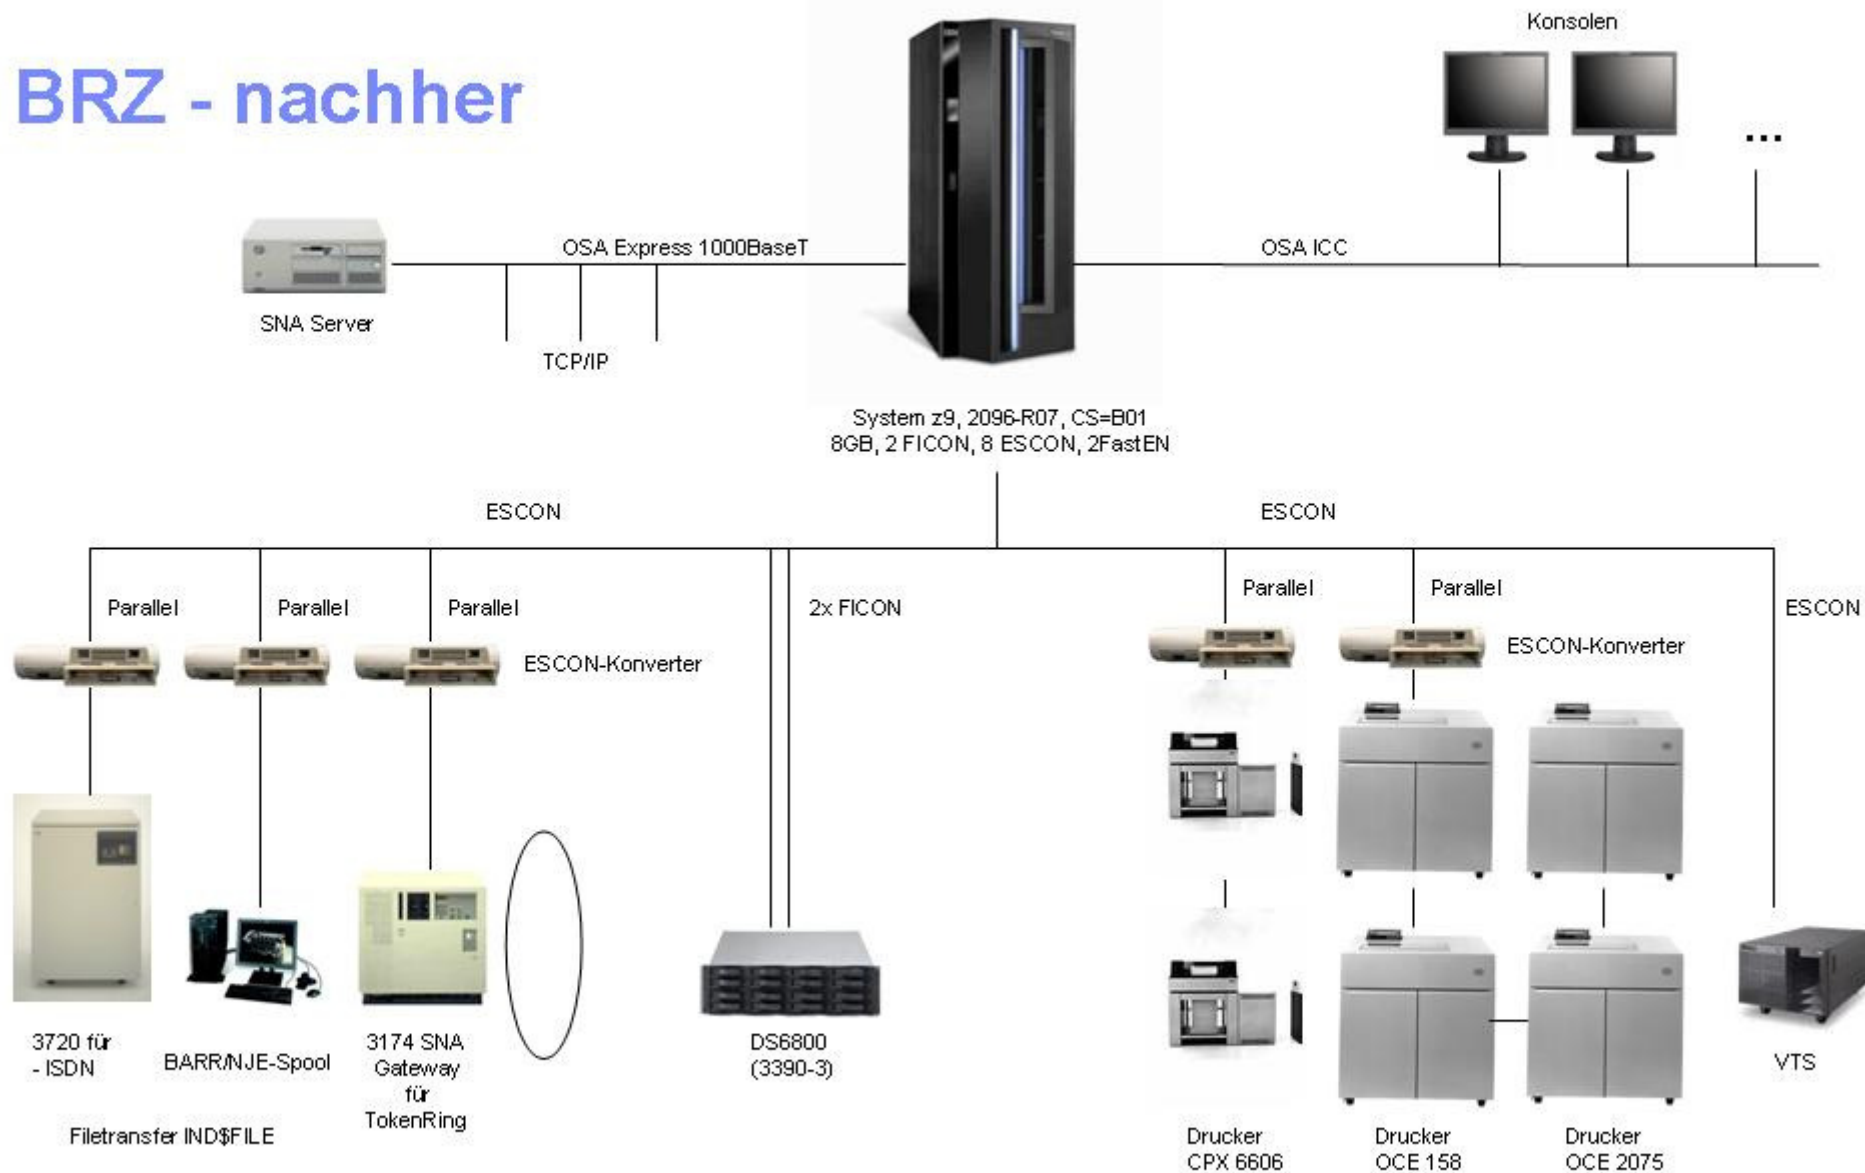 BRZ - nachher
Konsolen
...
OSA Express 1000BaseT
OSA ICC
SNA Server
TCP/IP
System z9, 2096-R07, CS=B01
8GB, 2 FICON, 8 ESCON, 2FastEN
ESCON
ESCON
Parallel
Parallel
Parallel
2x FICON
Parallel
Parallel
ESCON
ESCON-Konverter
ESCON-Konverter
3720 für
- ISDN
BARR/NJE-Spool
3174 SNA
Gateway
für
TokenRing
DS6800
(3390-3)
VTS
Filetransfer IND$FILE
Drucker
CPX 6606
Drucker
OCE 158
Drucker
OCE 2075